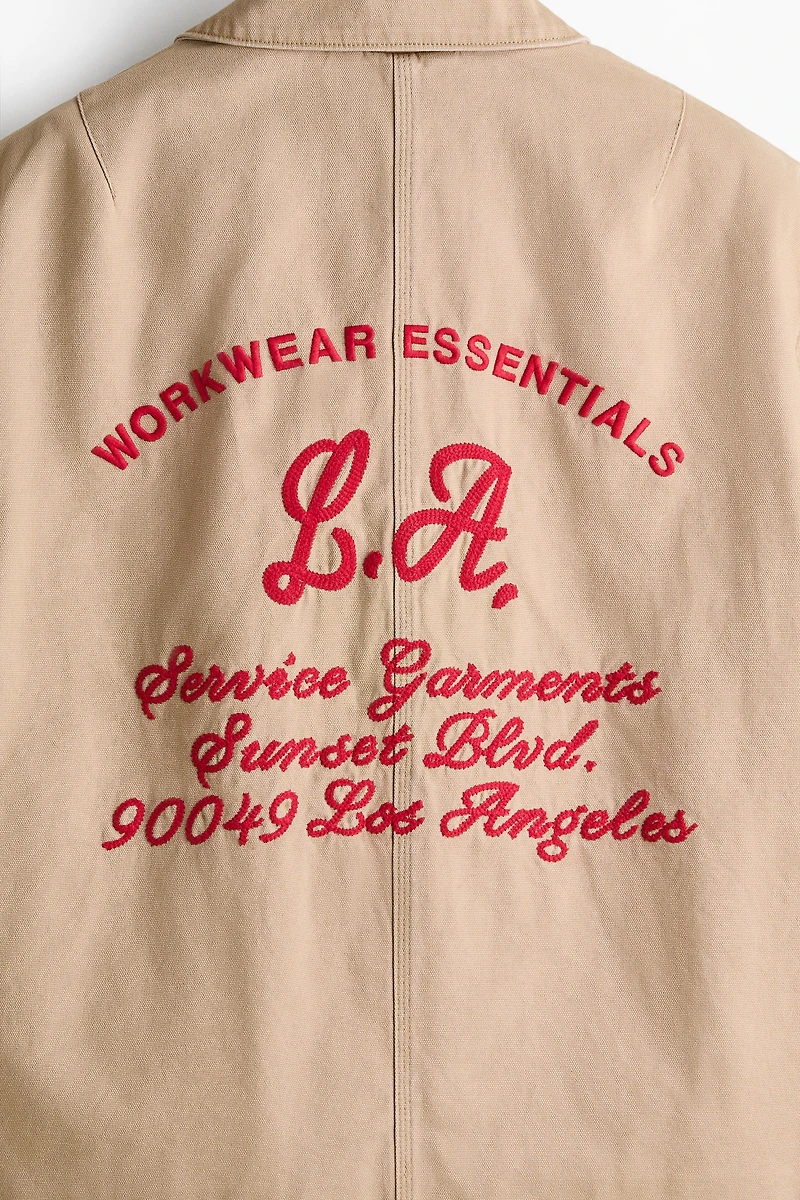 WORKWEAR ESSENTIALS
L.A.
Service Garments
Sunset Blvd.
90049 Los Angeles